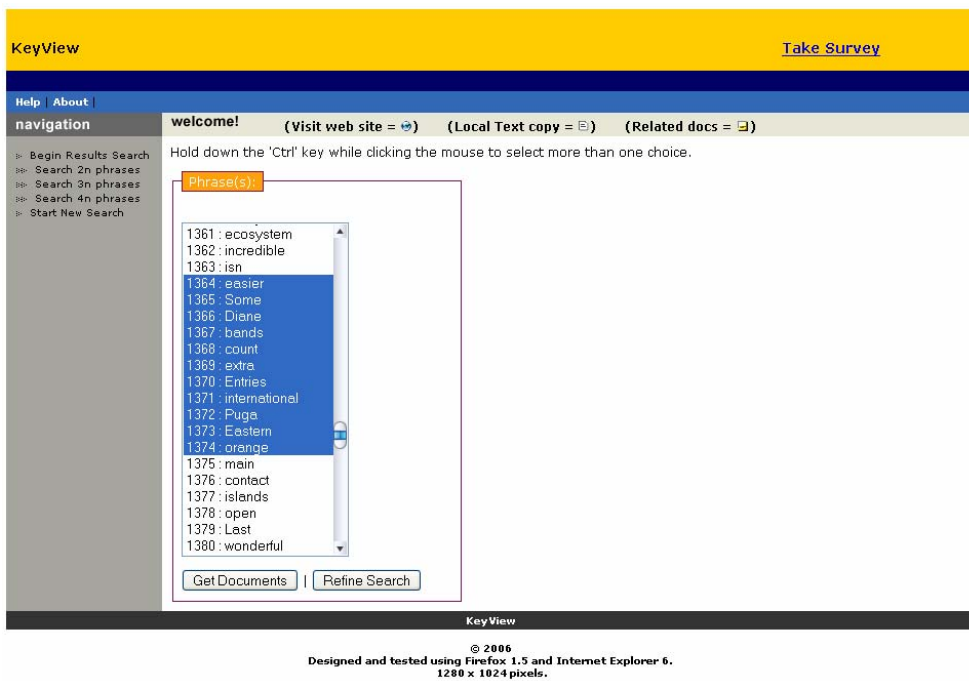 KeyView
Take Survey
Help | About |
navigation
welcome! (Visit web site = ) (Local Text copy = ) (Related docs = )
Begin Results Search
Search 2n phrases
Search 3n phrases
Search 4n phrases
Start New Search
Hold down the 'Ctrl' key while clicking the mouse to select more than one choice.
Phrase(s):
1361 : ecosystem
1362 : incredible
1363 : isn
1364 : easier
1365 : Some
1366 : Diane
1367 : bands
1368 : count
1369 : extra
1370 : Entries
1371 : international
1372 : Puga
1373 : Eastern
1374 : orange
1375 : main
1376 : contact
1377 : islands
1378 : open
1379 : Last
1380 : wonderful
Get Documents | Refine Search
KeyView
© 2006
Designed and tested using Firefox 1.5 and Internet Explorer 6.
1280 x 1024 pixels.